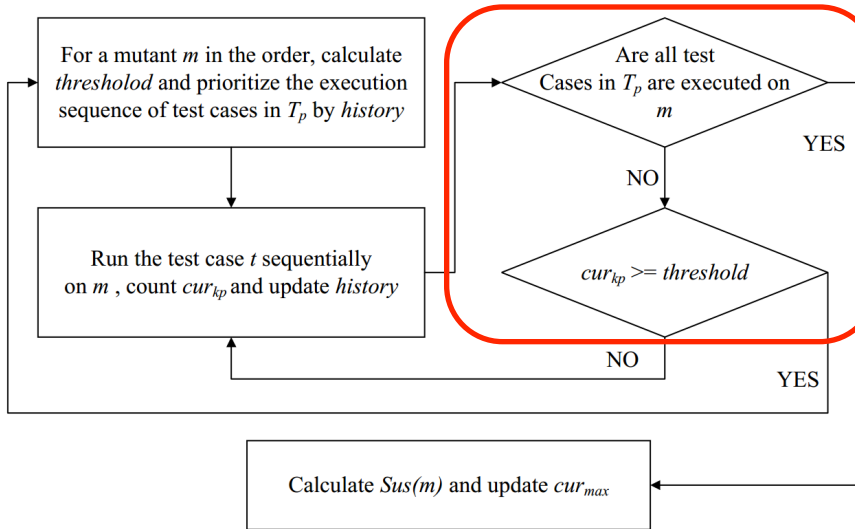 For a mutant m in the order, calculate
thresholod and prioritize the execution
sequence of test cases in Tp by history
Are all test
Cases in Tp are executed on
m
YES
NO
Run the test case t sequentially
on m , count curkp and update history
curkp >= threshold
NO
YES
Calculate Sus(m) and update curmax